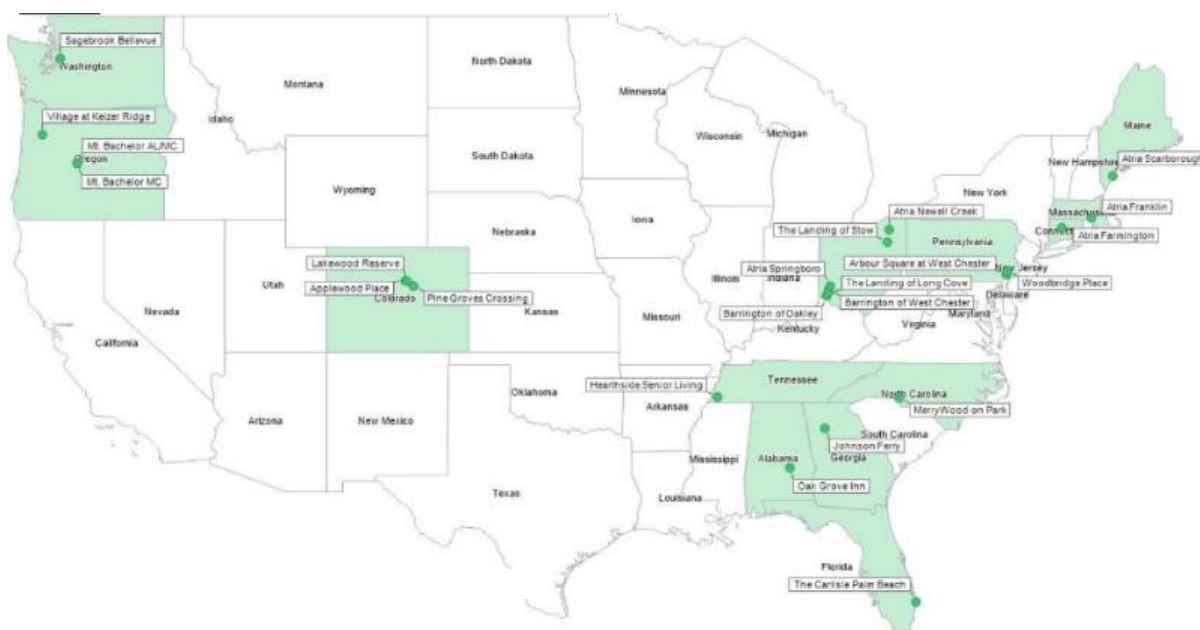 Sagebrook Bellevue
Washington
Montana
North Dakota
Minnesota
Village at Keizer Ridge
Idaho
Mt. Bachelor AL/MC
Oregon
Mt. Bachelor MC
Wyoming
South Dakota
Wisconsin
Michigan
Maine
New Hampshire
Atria Scarborough
New York
Massachusetts
Atria Franklin
Atria Newell Creek
The Landing of Stow
Pennsylvania
Atria Farmington
Iowa
Nebraska
Lakewood Reserve
Applewood Place
Colorado
Pine Groves Crossing
Utah
Nevada
California
Kansas
Illinois
Indiana
Atria Springboro
Arbour Square at West Chester
New Jersey
Woodbridge Place
The Landing of Long Cove
Delaware
Barrington of West Chester
Maryland
Barrington of Oakley
Kentucky
Virginia
Missouri
Hearthside Senior Living
Tennessee
North Carolina
MerryWood on Park
Arizona
New Mexico
Oklahoma
Arkansas
South Carolina
Johnson Ferry
Georgia
Mississippi
Alabama
Oak Grove Inn
Texas
Louisiana
Florida
The Carlisle Palm Beach